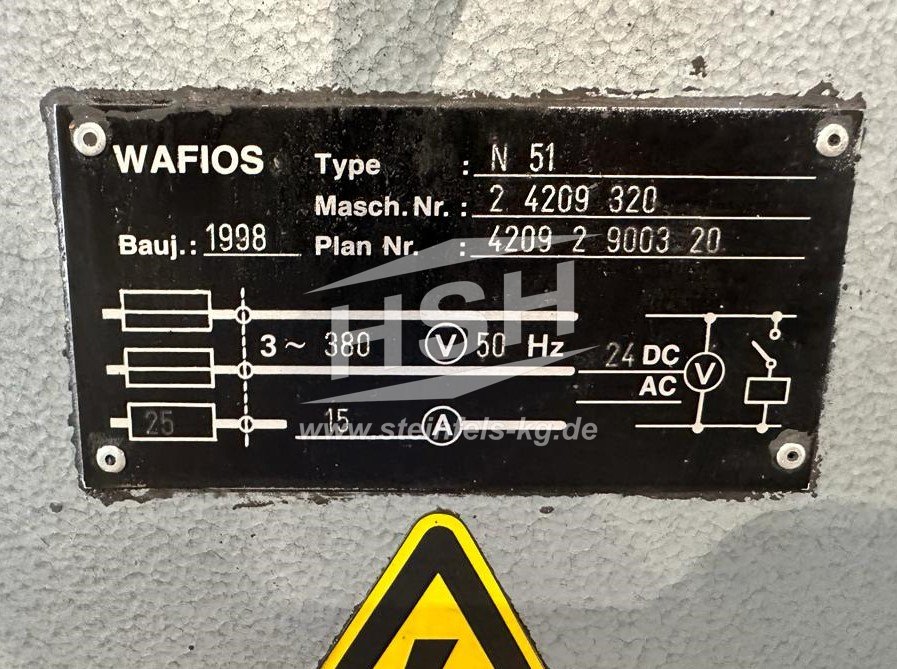 WAFIOS Type : N 51
Masch. Nr. : 2 4209 320
Bauj.: 1998 Plan Nr. : 4209 2 9003 20
HSH
3 ~ 380 V 50 Hz 24 DC V
AC
25 15 A
www.steinfels-kg.de